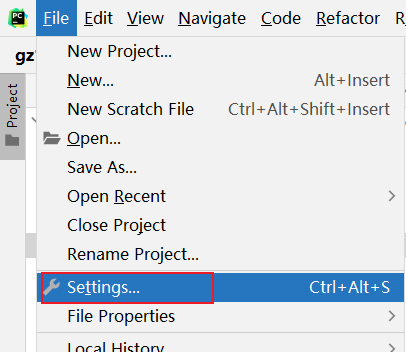 PC
File Edit View Navigate Code Refactor R
gz
Project
New Project...
New... Alt+Insert
New Scratch File Ctrl+Alt+Shift+Insert
Open...
Save As...
Open Recent
Close Project
Rename Project...
Settings... Ctrl+Alt+S
File Properties
Local History